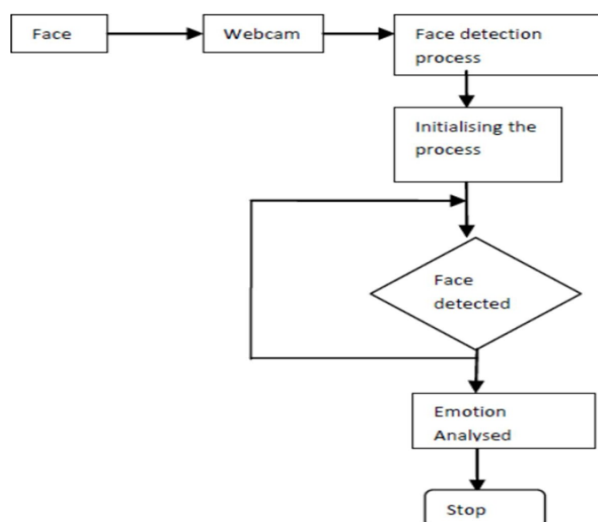 Face
Webcam
Face detection
process
Initialising the
process
Face
detected
Emotion
Analysed
Stop